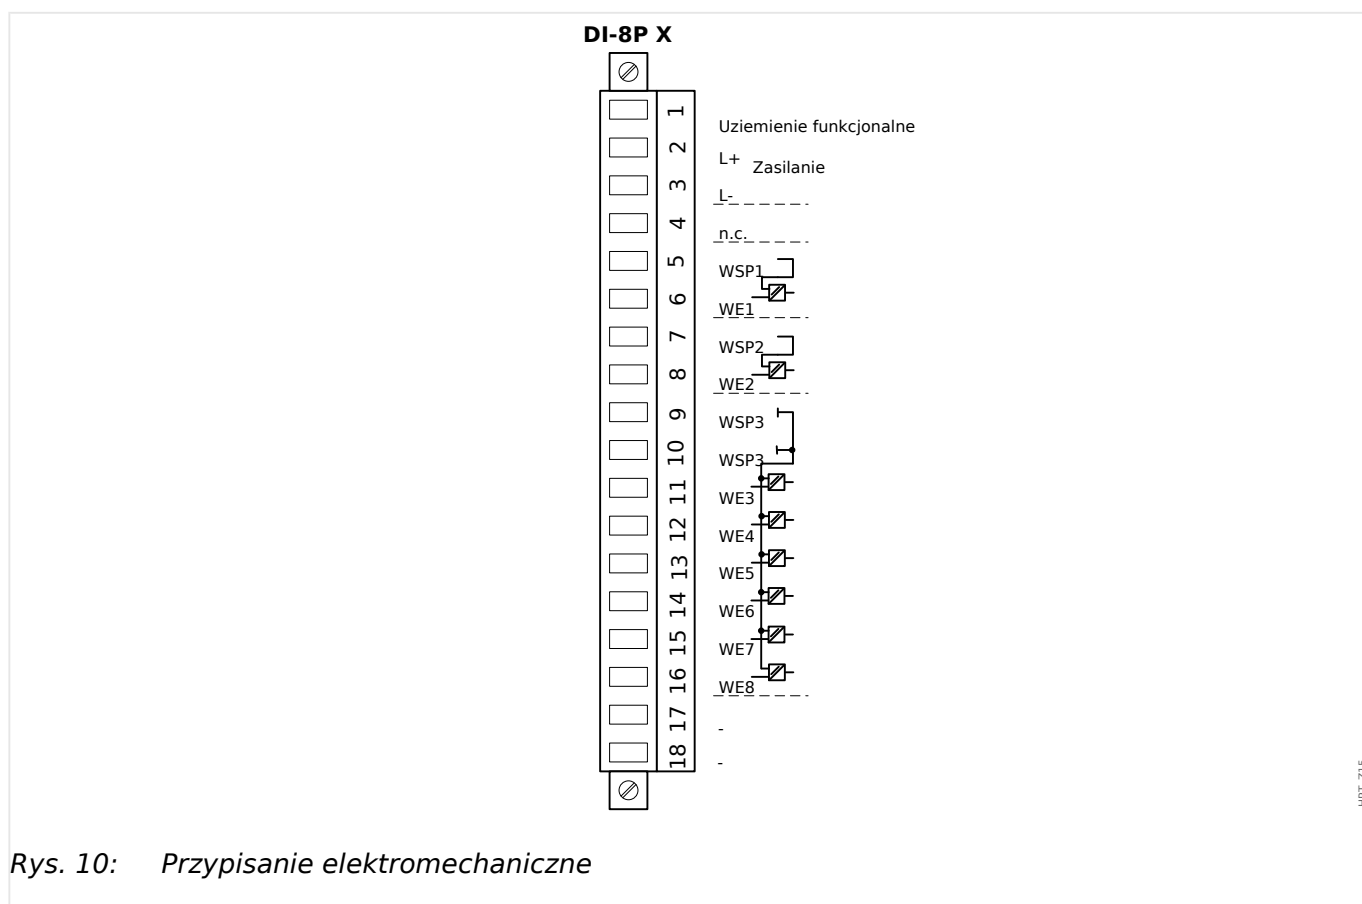 DI-8P X
1
Uziemienie funkcjonalne
2
L+
Zasilanie
3
L-
4
n.c.
5
WSP1
6
WE1
7
WSP2
8
WE2
9
WSP3
10
WSP3
11
WE3
12
WE4
13
WE5
14
WE6
15
WE7
16
WE8
17
-
18
-
Rys. 10: Przypisanie elektromechaniczne